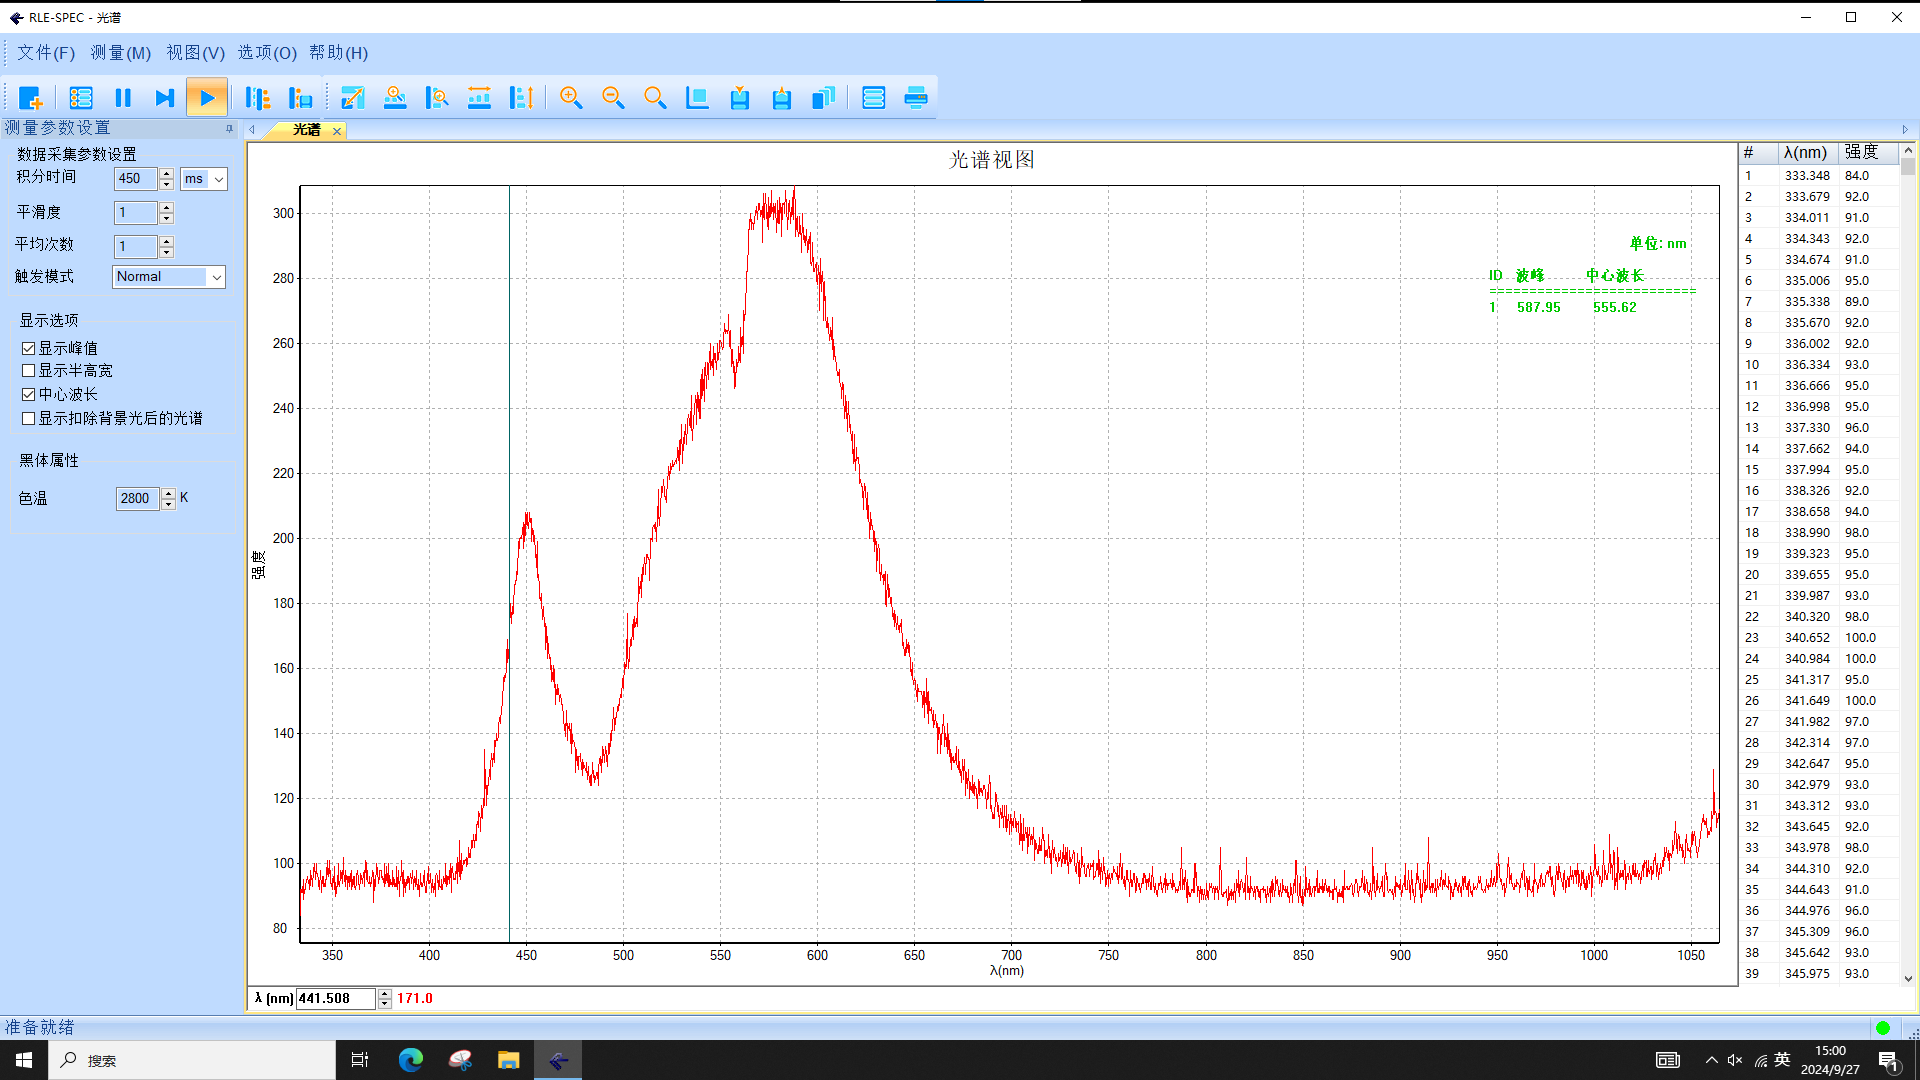 RLE-SPEC - 光谱
文件(F) 测量(M) 视图(V) 选项(O) 帮助(H)
测量参数设置
数据采集参数设置
积分时间 450 ms
平滑度 1
平均次数 1
触发模式 Normal
显示选项
显示峰值
显示半高宽
中心波长
显示扣除背景光后的光谱
黑体属性
色温 2800 K
光谱
光谱视图
强度
300
280
260
240
220
200
180
160
140
120
100
80
350 400 450 500 550 600 650 700 750 800 850 900 950 1000 1050
λ(nm)
单位: nm
ID 波峰 中心波长
==============================
1 587.95 555.62
λ (nm) 441.508 171.0
# λ(nm) 强度
1 333.348 84.0
2 333.679 92.0
3 334.011 91.0
4 334.343 92.0
5 334.674 91.0
6 335.006 95.0
7 335.338 89.0
8 335.670 92.0
9 336.002 92.0
10 336.334 93.0
11 336.666 95.0
12 336.998 95.0
13 337.330 96.0
14 337.662 94.0
15 337.994 95.0
16 338.326 92.0
17 338.658 94.0
18 338.990 98.0
19 339.323 95.0
20 339.655 95.0
21 339.987 93.0
22 340.320 98.0
23 340.652 100.0
24 340.984 100.0
25 341.317 95.0
26 341.649 100.0
27 341.982 97.0
28 342.314 97.0
29 342.647 95.0
30 342.979 93.0
31 343.312 93.0
32 343.645 92.0
33 343.978 98.0
34 344.310 92.0
35 344.643 91.0
36 344.976 96.0
37 345.309 96.0
38 345.642 93.0
39 345.975 93.0
准备就绪
搜索
英
15:00
2024/9/27
1